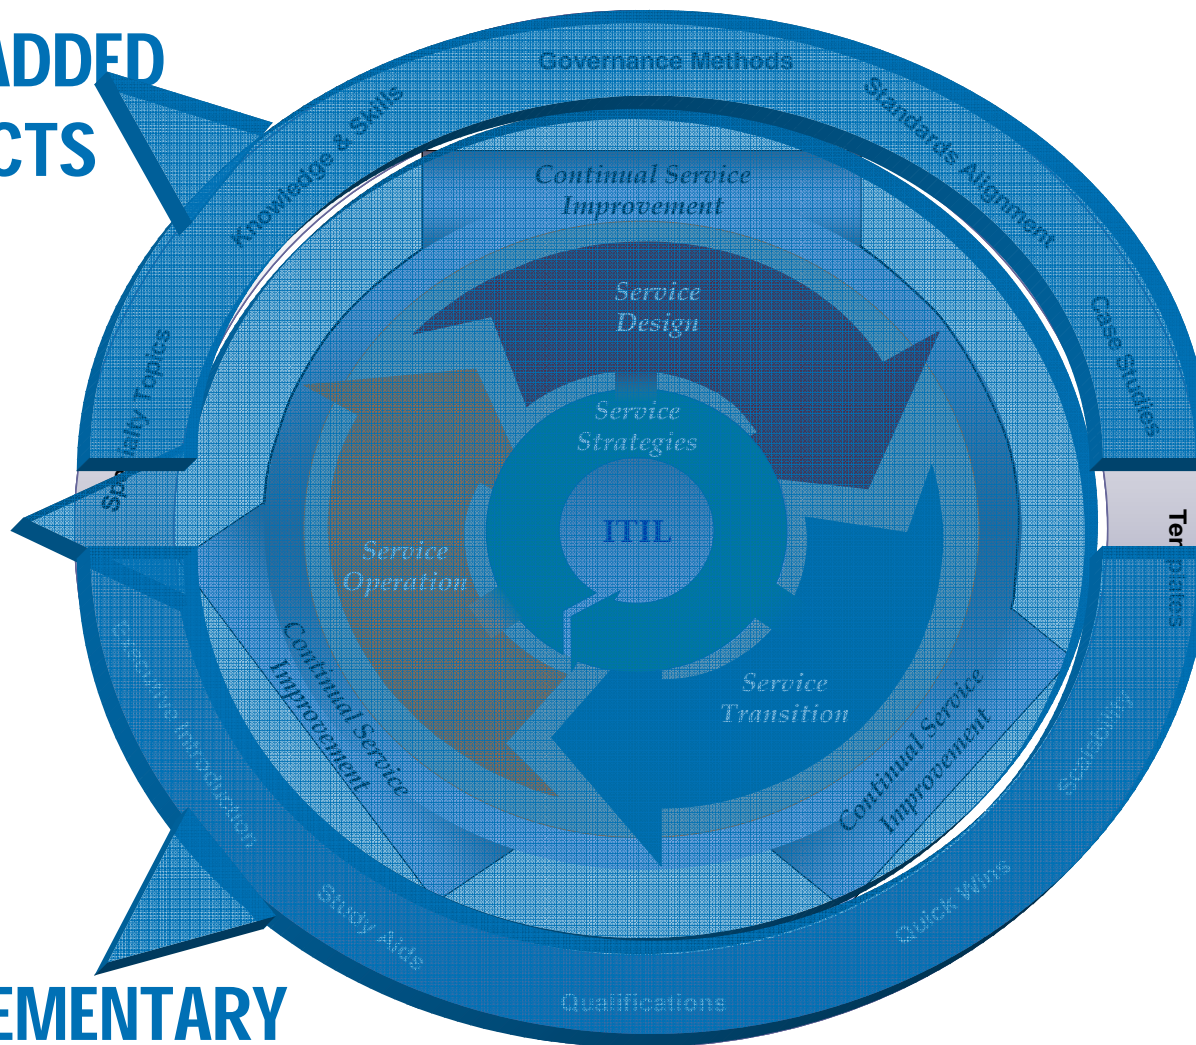 ADDED
CTS
Governance Methods
Knowledge & Skills
Standards Alignment
Continual Service
Improvement
Service
Design
Case Studies
Specialty Topics
Service
Strategies
ITIL
Service
Operation
Templates
Executive Introduction
Continual Service
Improvement
Service
Transition
Continual Service
Improvement
Scalability
Study Aids
Quick Wins
Qualifications
EMENTARY